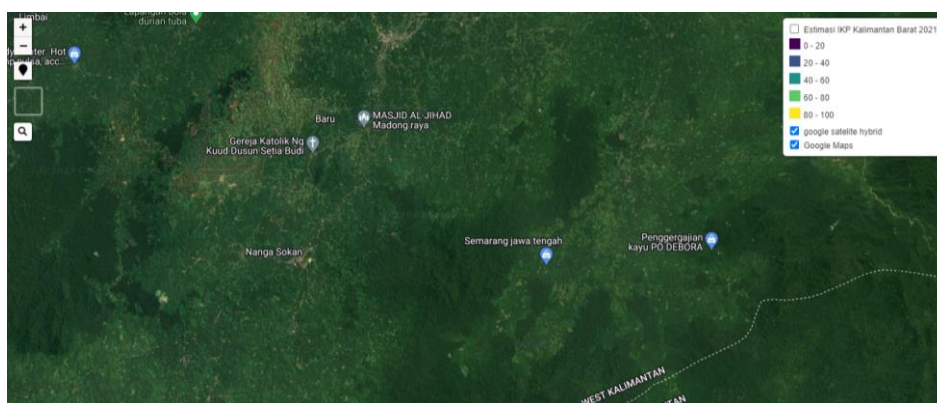 Limbai
Lapangan bola
durian tuba
Hot
acc...
Baru
MASJID AL-JIHAD
Madong raya
Gereja Katolik Ng
Kuud Dusun Setia Budi
Nanga Sokan
Semarang jawa tengah
Penggergajian
kayu PO DEBORA
WEST KALIMANTAN
Estimasi IKP Kalimantan Barat 2021
0 - 20
20 - 40
40 - 60
60 - 80
80 - 100
google satelite hybrid
Google Maps